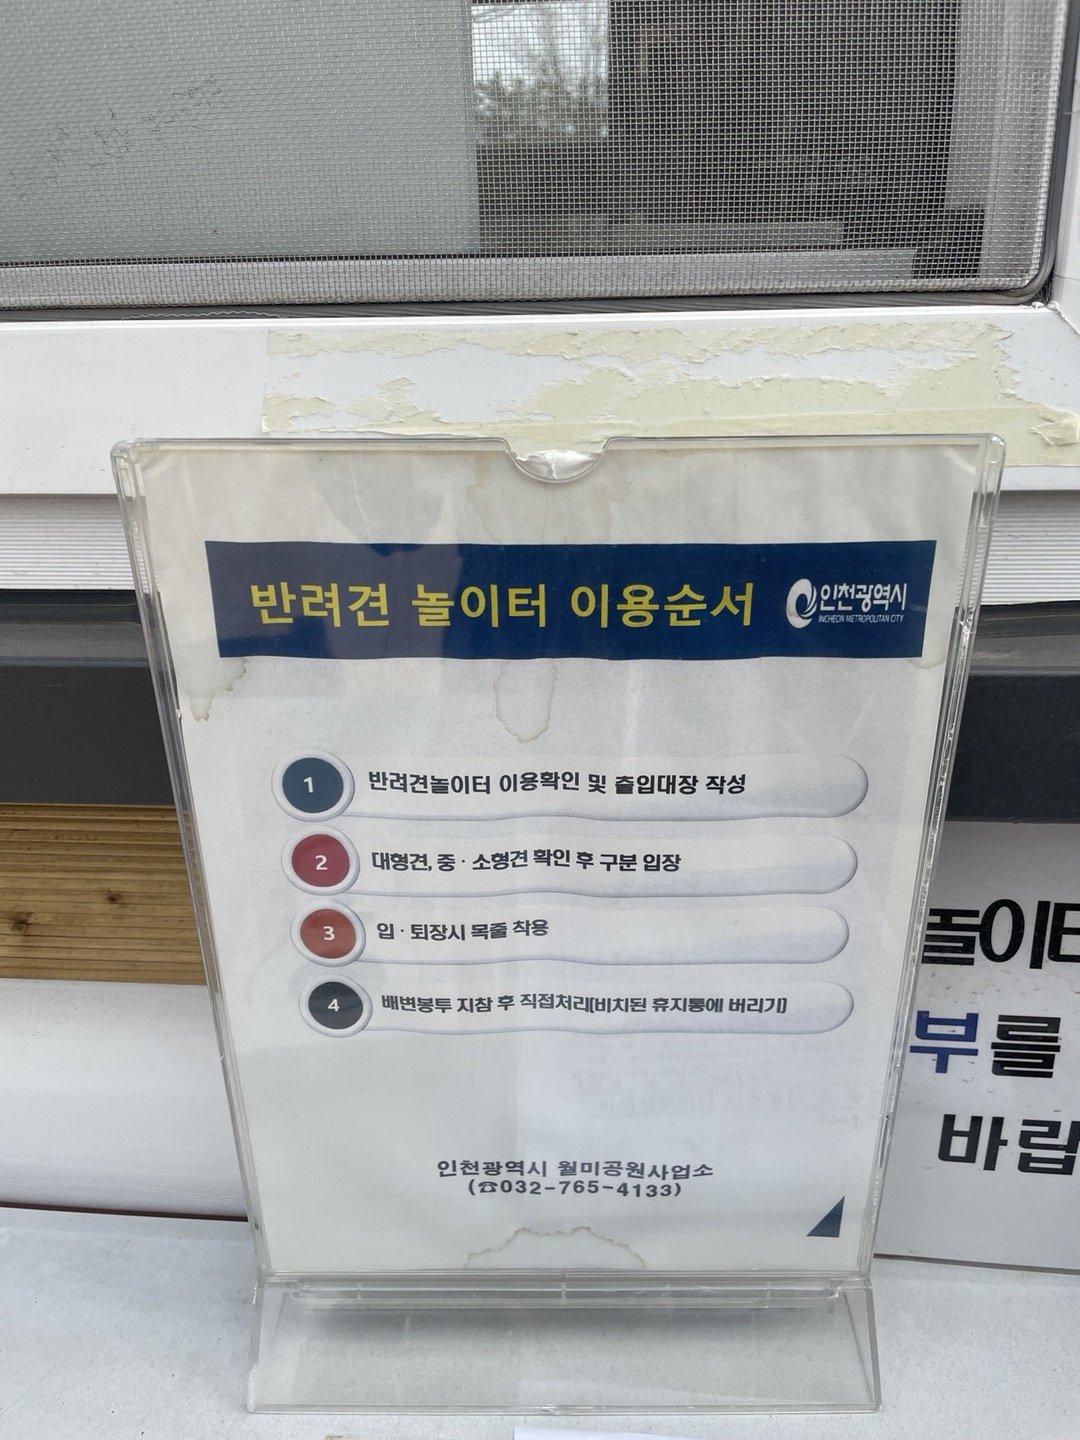 반려견 놀이터 이용순서
인천광역시
INCHEON METROPOLITAN CITY
1 반려견놀이터 이용확인 및 출입대장 작성
2 대형견, 중 · 소형견 확인 후 구분 입장
3 입 · 퇴장시 목줄 착용
4 배변봉투 지참 후 직접처리(비치된 휴지통에 버리기)
인천광역시 월미공원사업소
(☎032-765-4133)
놀이터
부를
바랍